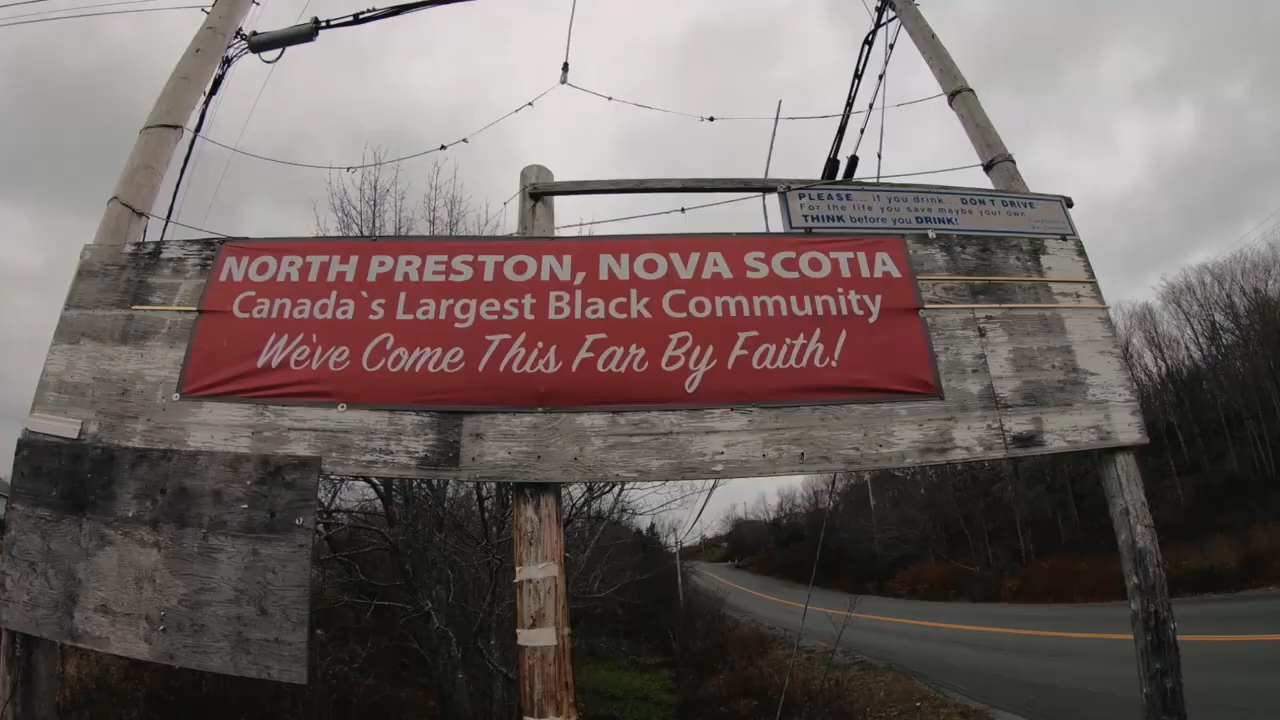 PLEASE... if you drink... DON'T DRIVE
For the life you save maybe your own
THINK before you DRINK!
NORTH PRESTON, NOVA SCOTIA
Canada`s Largest Black Community
We've Come This Far By Faith!